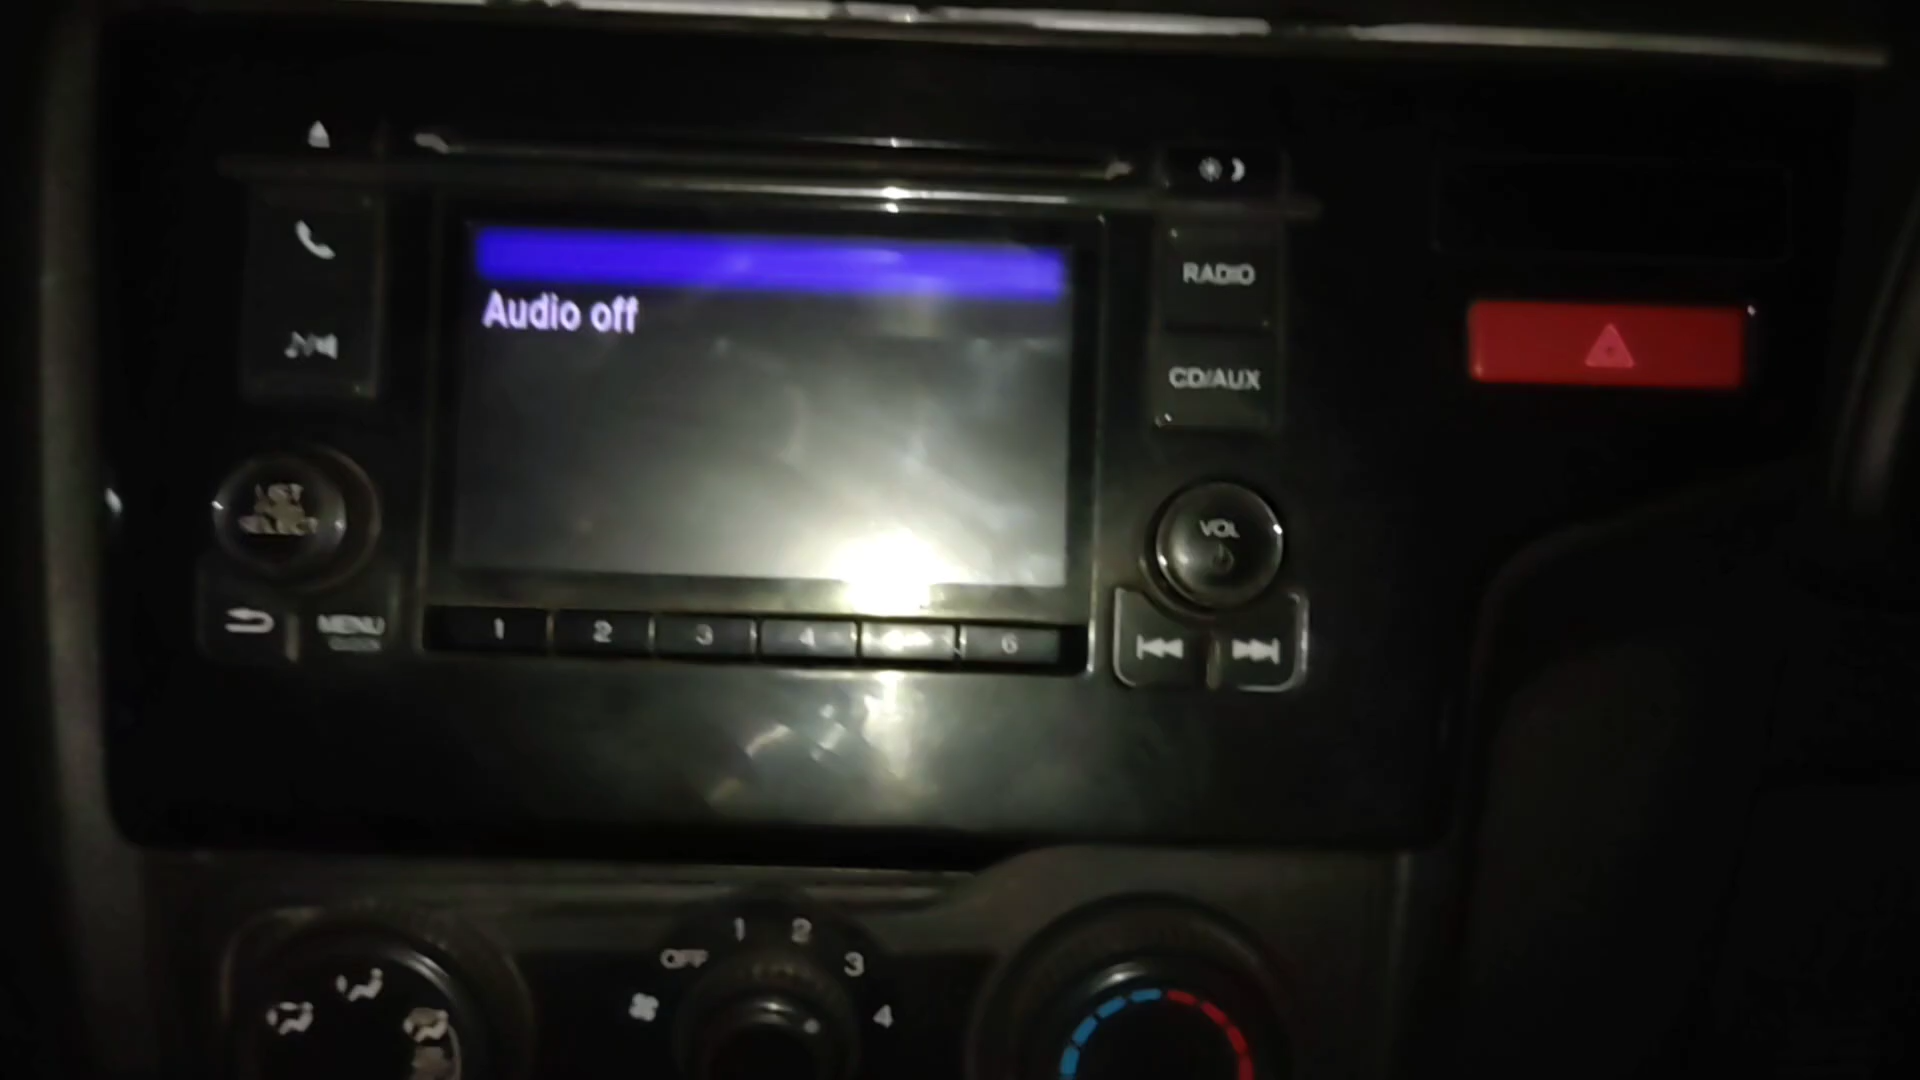 Audio off
RADIO
CD/AUX
LIST
SELECT
VOL
MENU
1 2 3 4 6
OFF 1 2 3 4